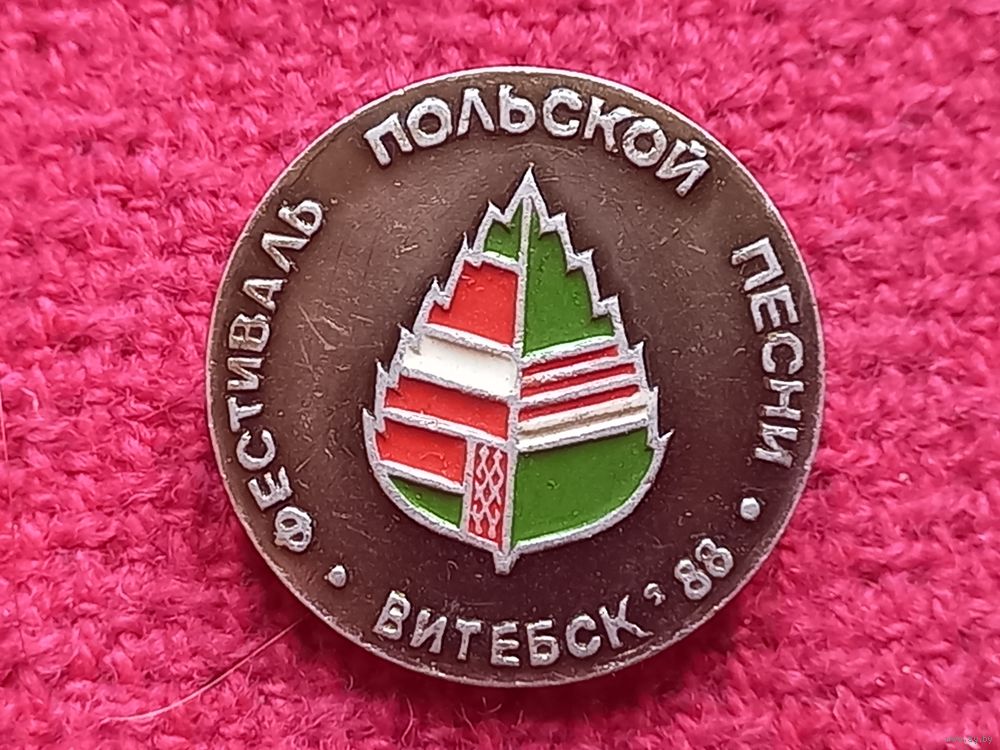 ФЕСТИВАЛЬ ПОЛЬСКОЙ ПЕСНИ
· ВИТЕБСК '88 ·